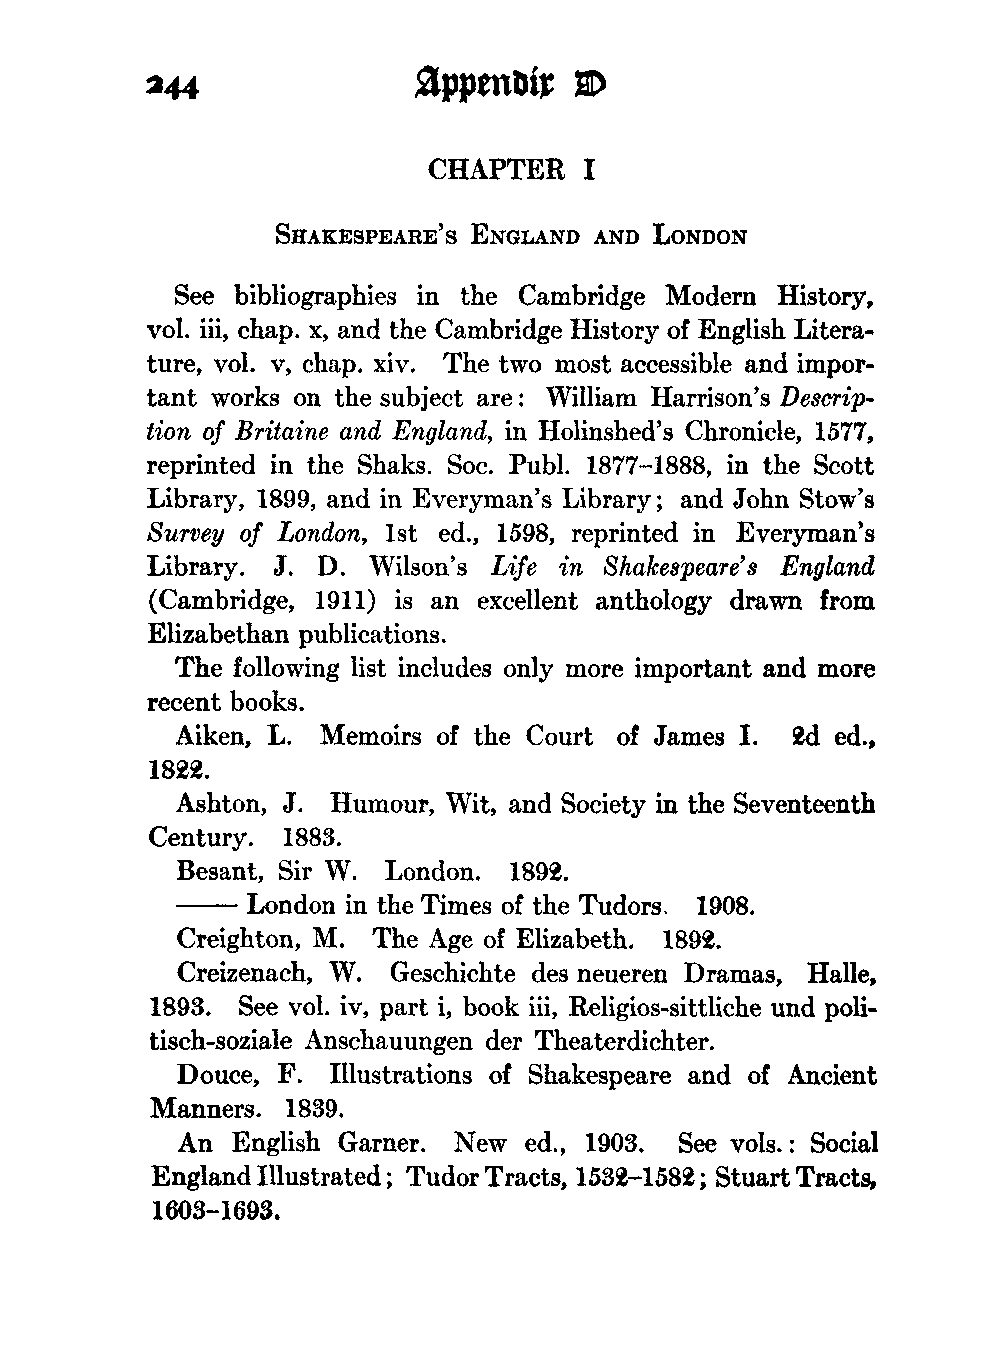 244 Appendix D
CHAPTER I
SHAKESPEARE'S ENGLAND AND LONDON
See bibliographies in the Cambridge Modern History,
vol. iii, chap. x, and the Cambridge History of English Litera-
ture, vol. v, chap. xiv. The two most accessible and impor-
tant works on the subject are: William Harrison's Descrip-
tion of Britaine and England, in Holinshed's Chronicle, 1577,
reprinted in the Shaks. Soc. Publ. 1877–1888, in the Scott
Library, 1899, and in Everyman's Library; and John Stow's
Survey of London, 1st ed., 1598, reprinted in Everyman's
Library. J. D. Wilson's Life in Shakespeare's England
(Cambridge, 1911) is an excellent anthology drawn from
Elizabethan publications.
The following list includes only more important and more
recent books.
Aiken, L. Memoirs of the Court of James I. 2d ed.,
1822.
Ashton, J. Humour, Wit, and Society in the Seventeenth
Century. 1883.
Besant, Sir W. London. 1892.
—— London in the Times of the Tudors. 1908.
Creighton, M. The Age of Elizabeth. 1892.
Creizenach, W. Geschichte des neueren Dramas, Halle,
1893. See vol. iv, part i, book iii, Religios-sittliche und poli-
tisch-soziale Anschauungen der Theaterdichter.
Douce, F. Illustrations of Shakespeare and of Ancient
Manners. 1839.
An English Garner. New ed., 1903. See vols.: Social
England Illustrated; Tudor Tracts, 1532–1582; Stuart Tracts,
1603–1693.